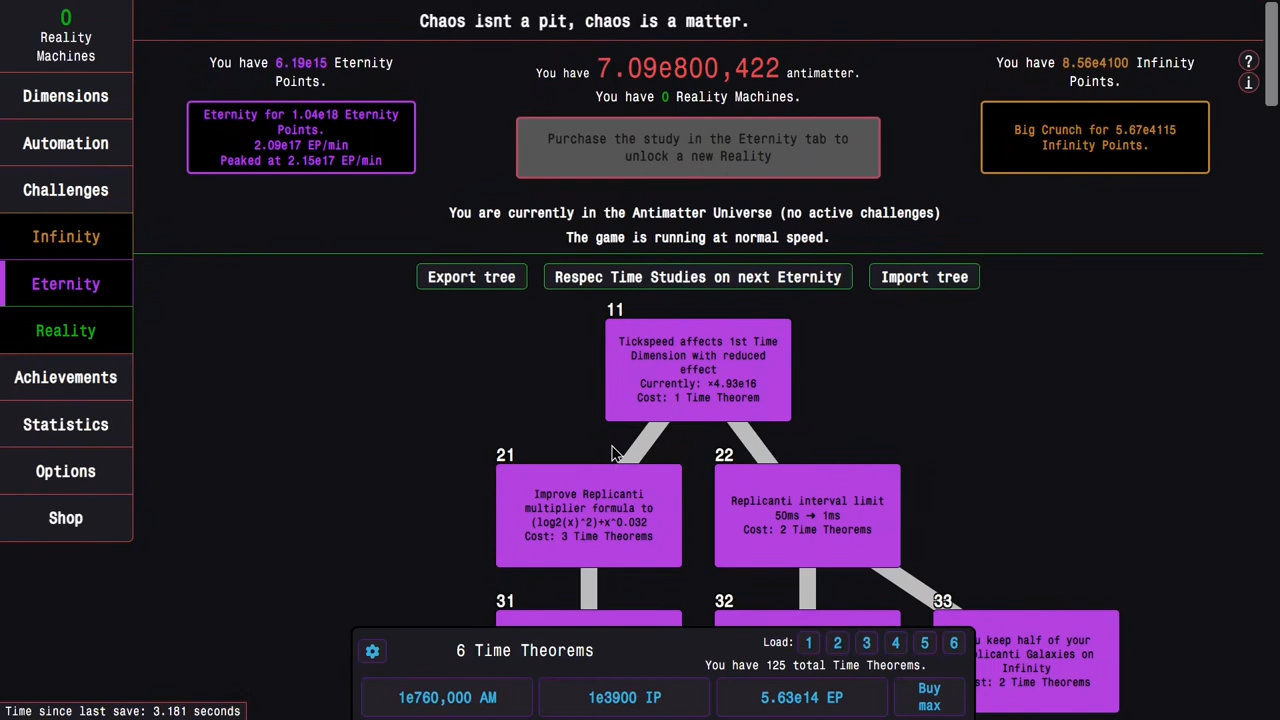 0
Reality
Machines
Dimensions
Automation
Challenges
Infinity
Eternity
Reality
Achievements
Statistics
Options
Shop
Chaos isnt a pit, chaos is a matter.
You have 6.19e15 Eternity
Points.
Eternity for 1.04e18 Eternity
Points.
2.09e17 EP/min
Peaked at 2.15e17 EP/min
You have 7.09e800,422 antimatter.
You have 0 Reality Machines.
Purchase the study in the Eternity tab to
unlock a new Reality
You have 8.56e4100 Infinity
Points.
Big Crunch for 5.67e4115
Infinity Points.
?
i
You are currently in the Antimatter Universe (no active challenges)
The game is running at normal speed.
Export tree
Respec Time Studies on next Eternity
Import tree
11
Tickspeed affects 1st Time
Dimension with reduced
effect
Currently: ×4.93e16
Cost: 1 Time Theorem
21
Improve Replicanti
multiplier formula to
(log2(x)^2)+x^0.032
Cost: 3 Time Theorems
22
Replicanti interval limit
50ms → 1ms
Cost: 2 Time Theorems
31
32
33
keep half of your
Galaxies on
Infinity
2 Time Theorems
6 Time Theorems
Load: 1 2 3 4 5 6
You have 125 total Time Theorems.
1e760,000 AM
1e3900 IP
5.63e14 EP
Buy
max
Time since last save: 3.181 seconds